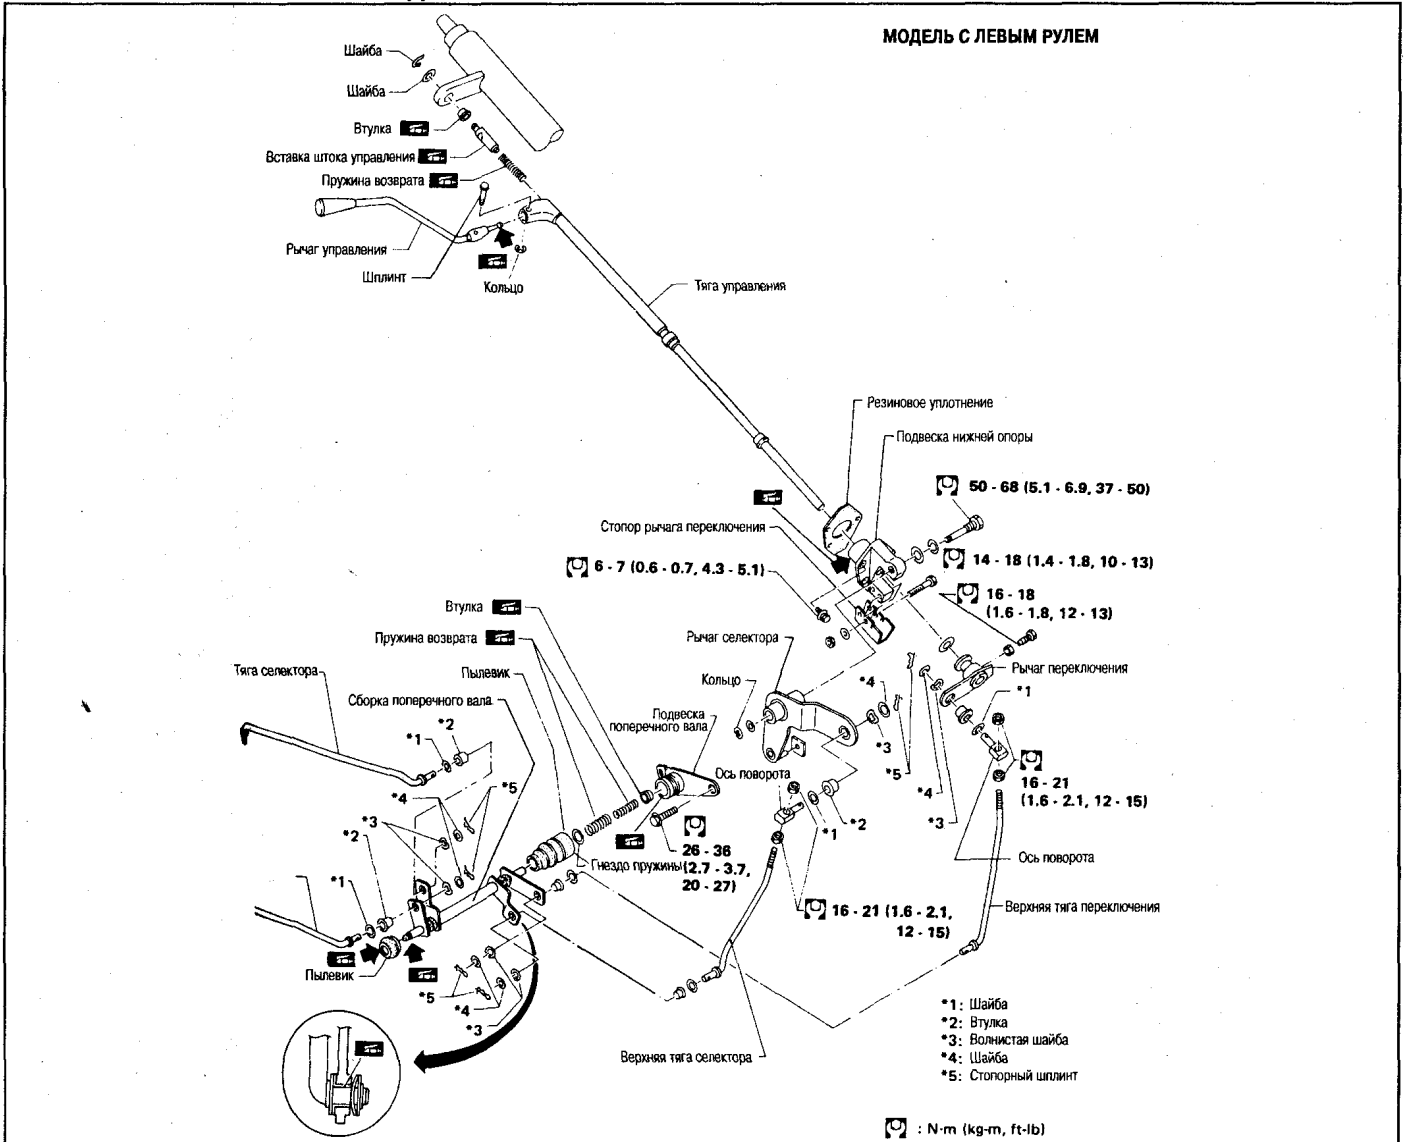 МОДЕЛЬ С ЛЕВЫМ РУЛЕМ
Шайба
Шайба
Втулка
Вставка штока управления
Пружина возврата
Рычаг управления
Шплинт
Кольцо
Тяга управления
Резиновое уплотнение
Подвеска нижней опоры
50 - 68 (5.1 - 6.9, 37 - 50)
Стопор рычага переключения
14 - 18 (1.4 - 1.8, 10 - 13)
6 - 7 (0.6 - 0.7, 4.3 - 5.1)
16 - 18
(1.6 - 1.8, 12 - 13)
Втулка
Пружина возврата
Рычаг селектора
Тяга селектора
Пылевик
Рычаг переключения
Сборка поперечного вала
Кольцо
*4
*1
Подвеска
поперечного вала
*2
*1
*3
*5
Ось поворота
16 - 21
(1.6 - 2.1, 12 - 15)
*4
*5
*4
*3
*3
*2
*1
*2
26 - 36
(2.7 - 3.7,
20 - 27)
Гнездо пружины
Ось поворота
*1
16 - 21 (1.6 - 2.1,
12 - 15)
Верхняя тяга переключения
Пылевик
*5
*4
*3
Верхняя тяга селектора
*1: Шайба
*2: Втулка
*3: Волнистая шайба
*4: Шайба
*5: Стопорный шплинт
: N·m (kg-m, ft-lb)